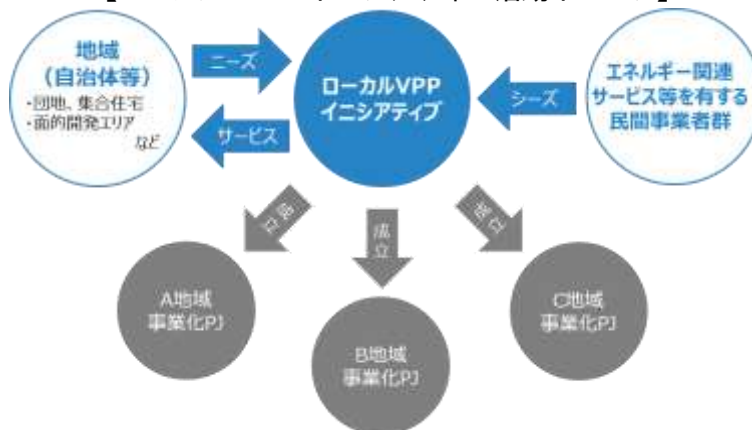 地域
（自治体等）
・団地、集合住宅
・面的開発エリア
など
ニーズ
サービス
ローカルVPP
イニシアティブ
シーズ
エネルギー関連
サービス等を有する
民間事業者群
成立
成立
成立
A地域
事業化PJ
B地域
事業化PJ
C地域
事業化PJ